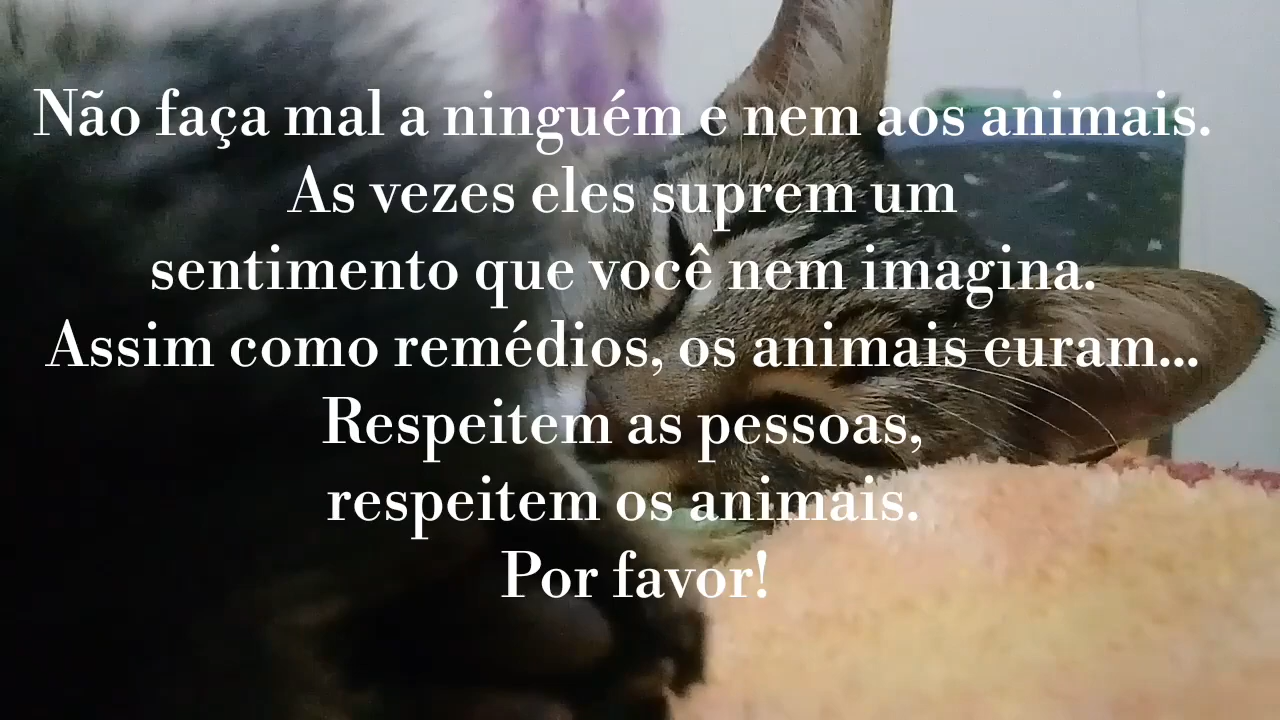 Não faça mal a ninguém e nem aos animais.
As vezes eles suprem um
sentimento que você nem imagina.
Assim como remédios, os animais curam...
Respeitem as pessoas,
respeitem os animais.
Por favor!